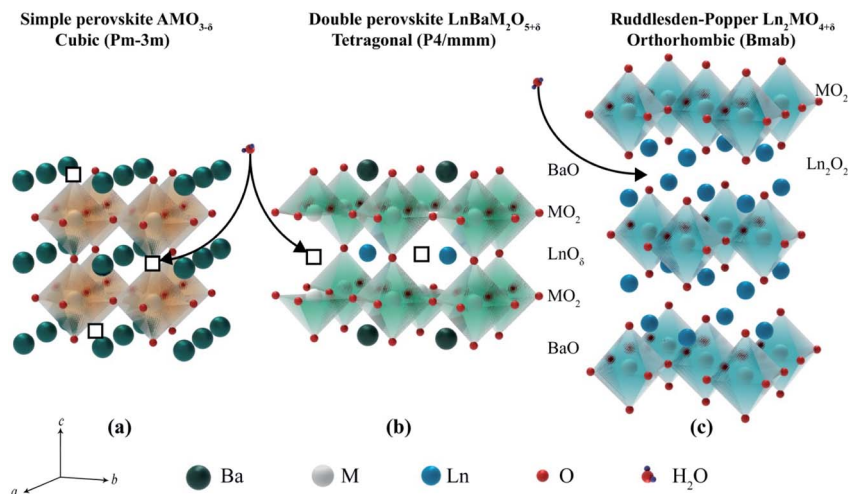 Simple perovskite AMO₃₋δ
Cubic (Pm-3m)
Double perovskite LnBaM₂O₅₊δ
Tetragonal (P4/mmm)
Ruddlesden-Popper Ln₂MO₄₊δ
Orthorhombic (Bmab)
MO₂
Ln₂O₂
BaO
MO₂
LnOδ
MO₂
BaO
(a)
(b)
(c)
c
b
a
Ba
M
Ln
O
H₂O